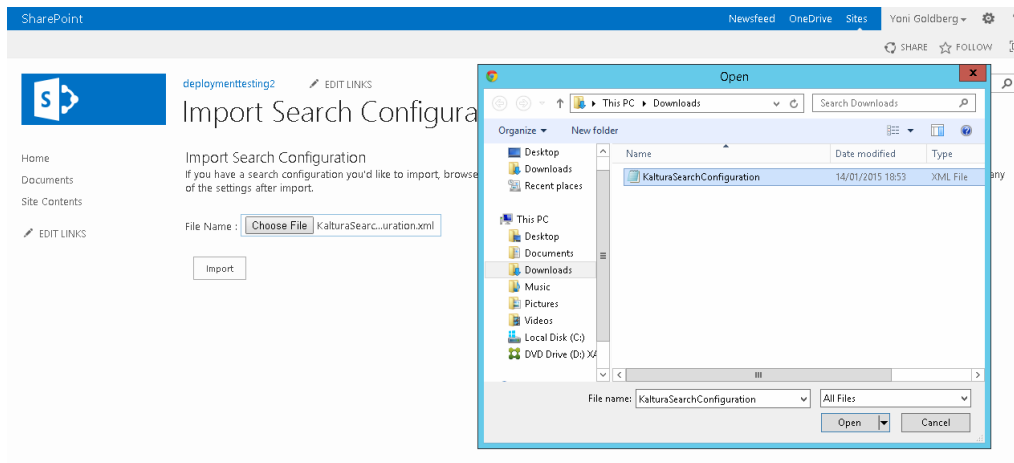 SharePoint
Newsfeed OneDrive Sites Yoni Goldberg
SHARE FOLLOW
S
deploymenttesting2 EDIT LINKS
Import Search Configura
Home
Documents
Site Contents
EDIT LINKS
Import Search Configuration
If you have a search configuration you'd like to import, browse
any
of the settings after import.
File Name : Choose File KalturaSearc...uration.xml
Import
Open
x
This PC Downloads
Search Downloads
Organize New folder
Name Date modified Type
KalturaSearchConfiguration 14/01/2015 18:53 XML File
Desktop
Downloads
Recent places
This PC
Desktop
Documents
Downloads
Music
Pictures
Videos
Local Disk (C:)
DVD Drive (D:) XA
File name: KalturaSearchConfiguration All Files
Open Cancel